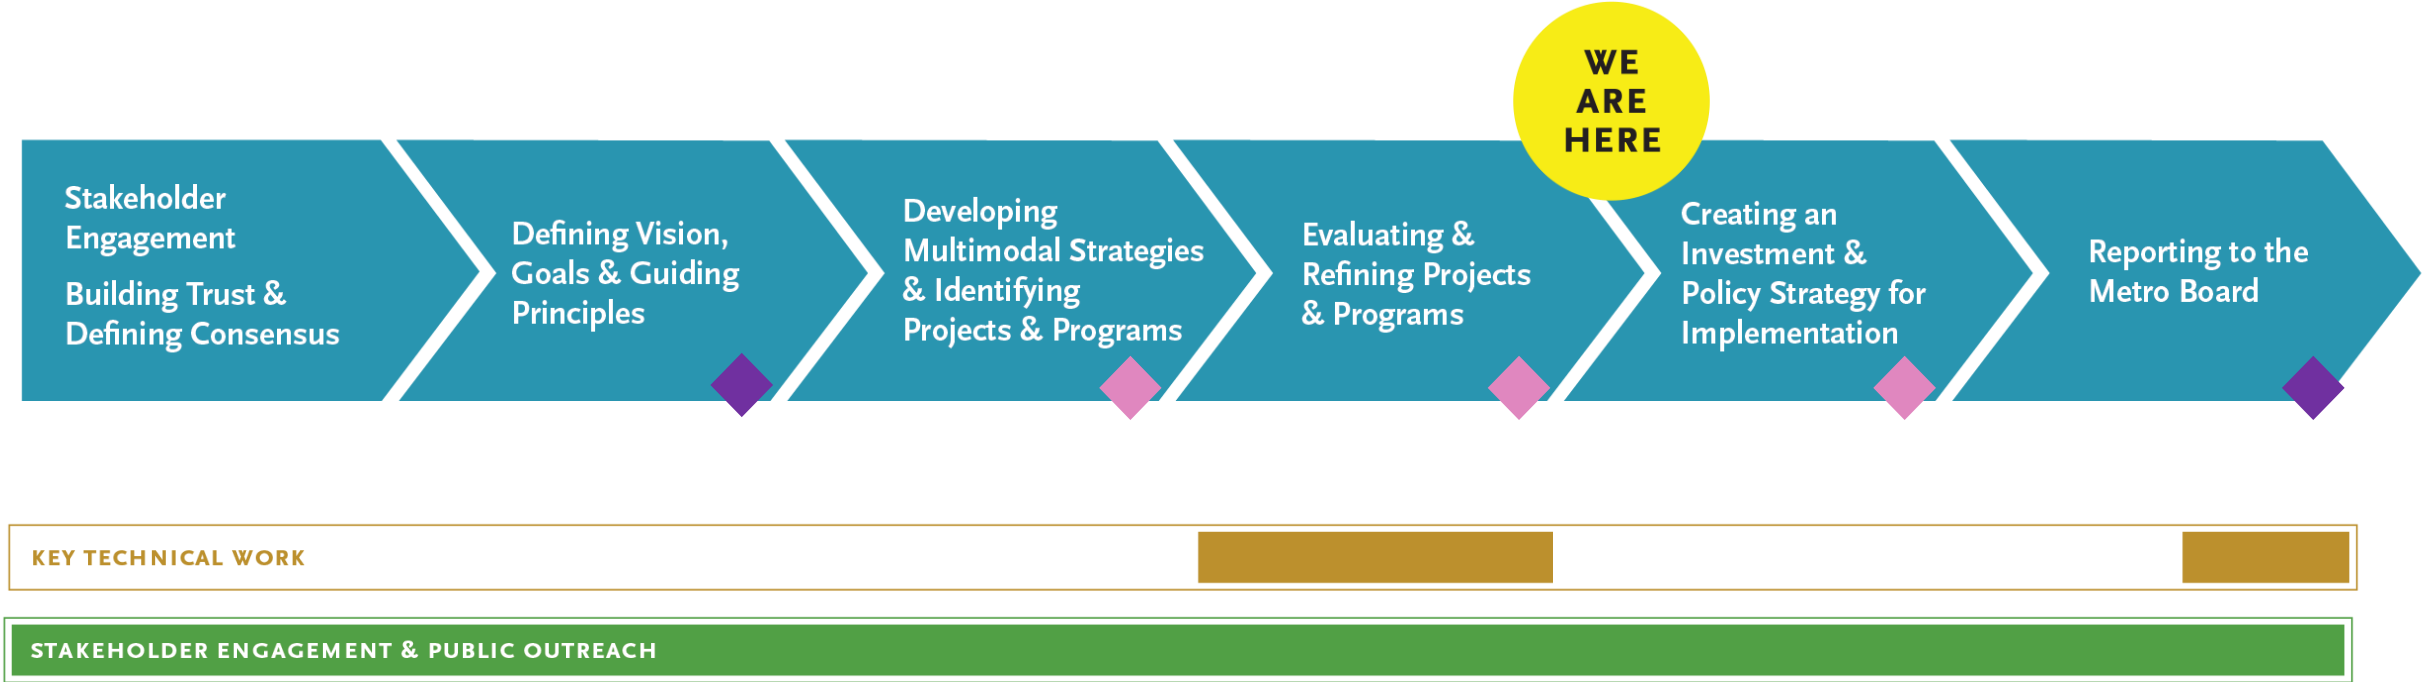 WE
ARE
HERE
Stakeholder
Engagement
Building Trust &
Defining Consensus
Defining Vision,
Goals & Guiding
Principles
Developing
Multimodal Strategies
& Identifying
Projects & Programs
Evaluating &
Refining Projects
& Programs
Creating an
Investment &
Policy Strategy for
Implementation
Reporting to the
Metro Board
KEY TECHNICAL WORK
STAKEHOLDER ENGAGEMENT & PUBLIC OUTREACH